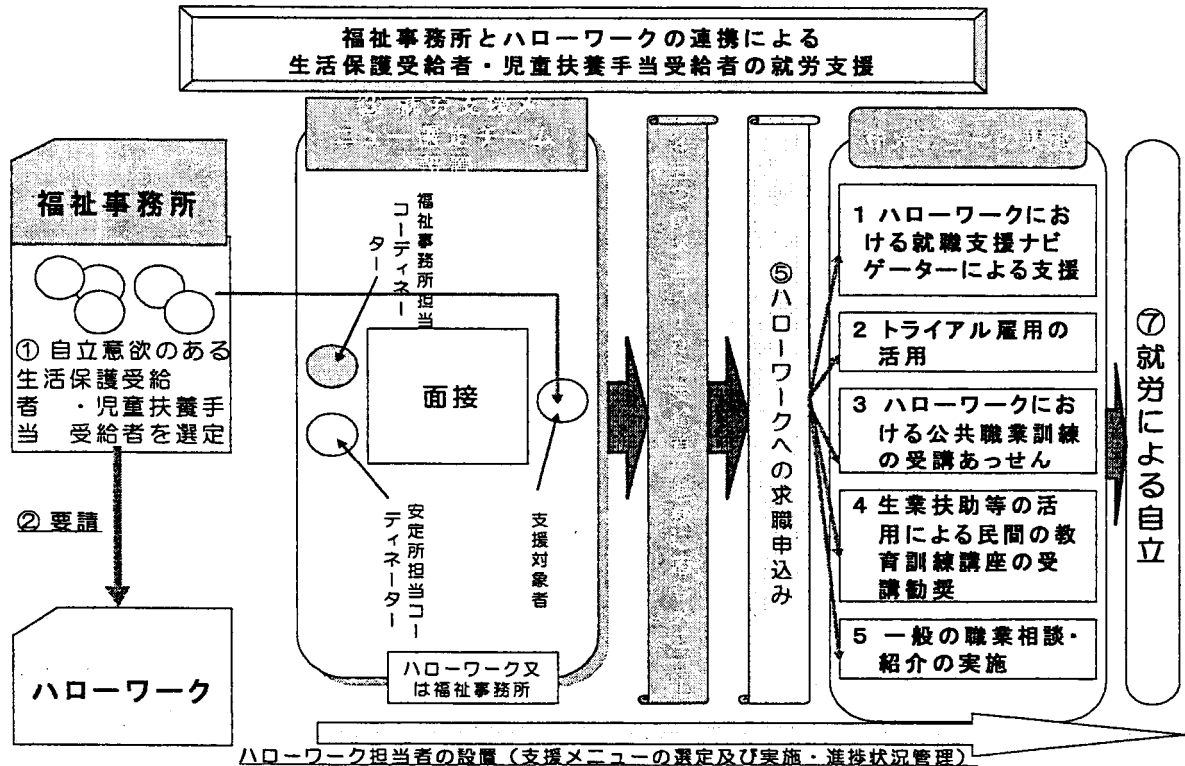 福祉事務所とハローワークの連携による
生活保護受給者・児童扶養手当受給者の就労支援
福祉事務所
① 自立意欲のある
生活保護受給
者 ・児童扶養手
当 受給者を選定
② 要請
ハローワーク
就労支援メ
ニュー選定チーム
福祉事務所担当
コーディネー
ター
面接
安定所担当コー
ディネーター
支援対象者
ハローワーク又
は福祉事務所
⑤ハローワークへの求職申込み
1 ハローワークにお
ける就職支援ナビ
ゲーターによる支援
2 トライアル雇用の
活用
3 ハローワークにお
ける公共職業訓練
の受講あっせん
4 生業扶助等の活
用による民間の教
育訓練講座の受
講勧奨
5 一般の職業相談・
紹介の実施
⑦就労による自立
ハローワーク担当者の設置（支援メニューの選定及び実施・進捗状況管理）